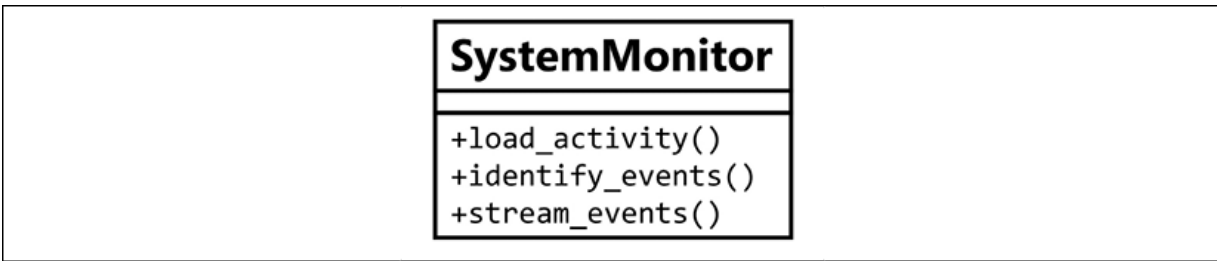 SystemMonitor
+load_activity()
+identify_events()
+stream_events()